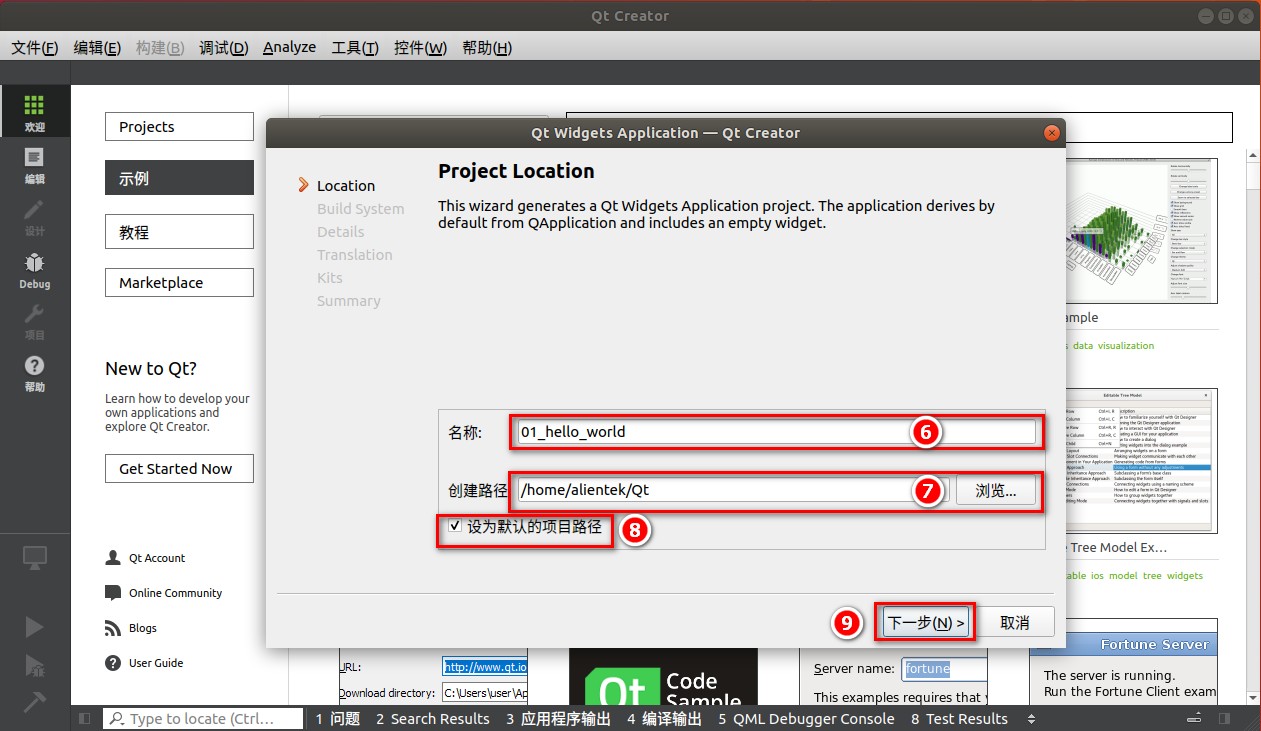 Qt Creator
文件(F) 编辑(E) 构建(B) 调试(D) Analyze 工具(T) 控件(W) 帮助(H)
欢迎
编辑
设计
Debug
项目
帮助
Projects
示例
教程
Marketplace
New to Qt?
Learn how to develop your
own applications and
explore Qt Creator.
Get Started Now
Qt Account
Online Community
Blogs
User Guide
Qt Widgets Application — Qt Creator
Location
Build System
Details
Translation
Kits
Summary
Project Location
This wizard generates a Qt Widgets Application project. The application derives by
default from QApplication and includes an empty widget.
名称: 01_hello_world 6
创建路径 /home/alientek/Qt 7 浏览...
设为默认的项目路径 8
9 下一步(N) > 取消
ample
data visualization
Editable Tree Model
Tree Model Ex...
able ios model tree widgets
URL: http://www.qt.io
Download directory: C:\Users\user\Ap
Qt Code
Sample
Server name: fortune
This examples requires that
Fortune Server
The server is running.
Run the Fortune Client exam
Type to locate (Ctrl... 1 问题 2 Search Results 3 应用程序输出 4 编译输出 5 QML Debugger Console 8 Test Results